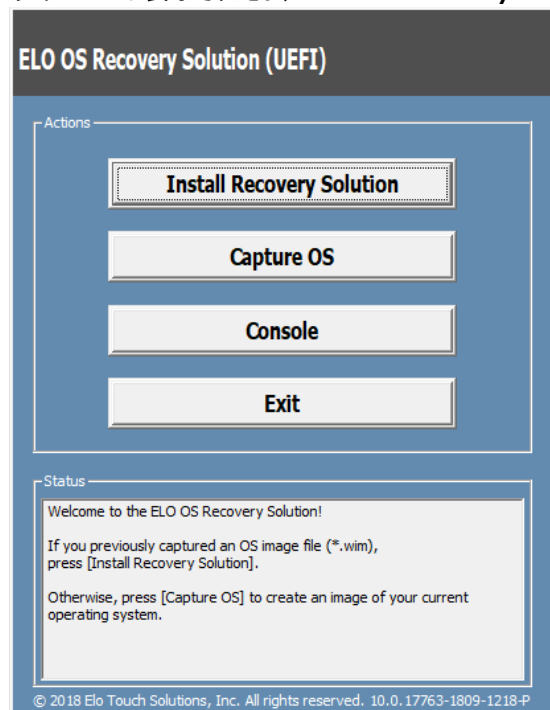 ELO OS Recovery Solution (UEFI)
Actions
Install Recovery Solution
Capture OS
Console
Exit
Status
Welcome to the ELO OS Recovery Solution!
If you previously captured an OS image file (*.wim),
press [Install Recovery Solution].
Otherwise, press [Capture OS] to create an image of your current
operating system.
© 2018 Elo Touch Solutions, Inc. All rights reserved. 10.0.17763-1809-1218-P